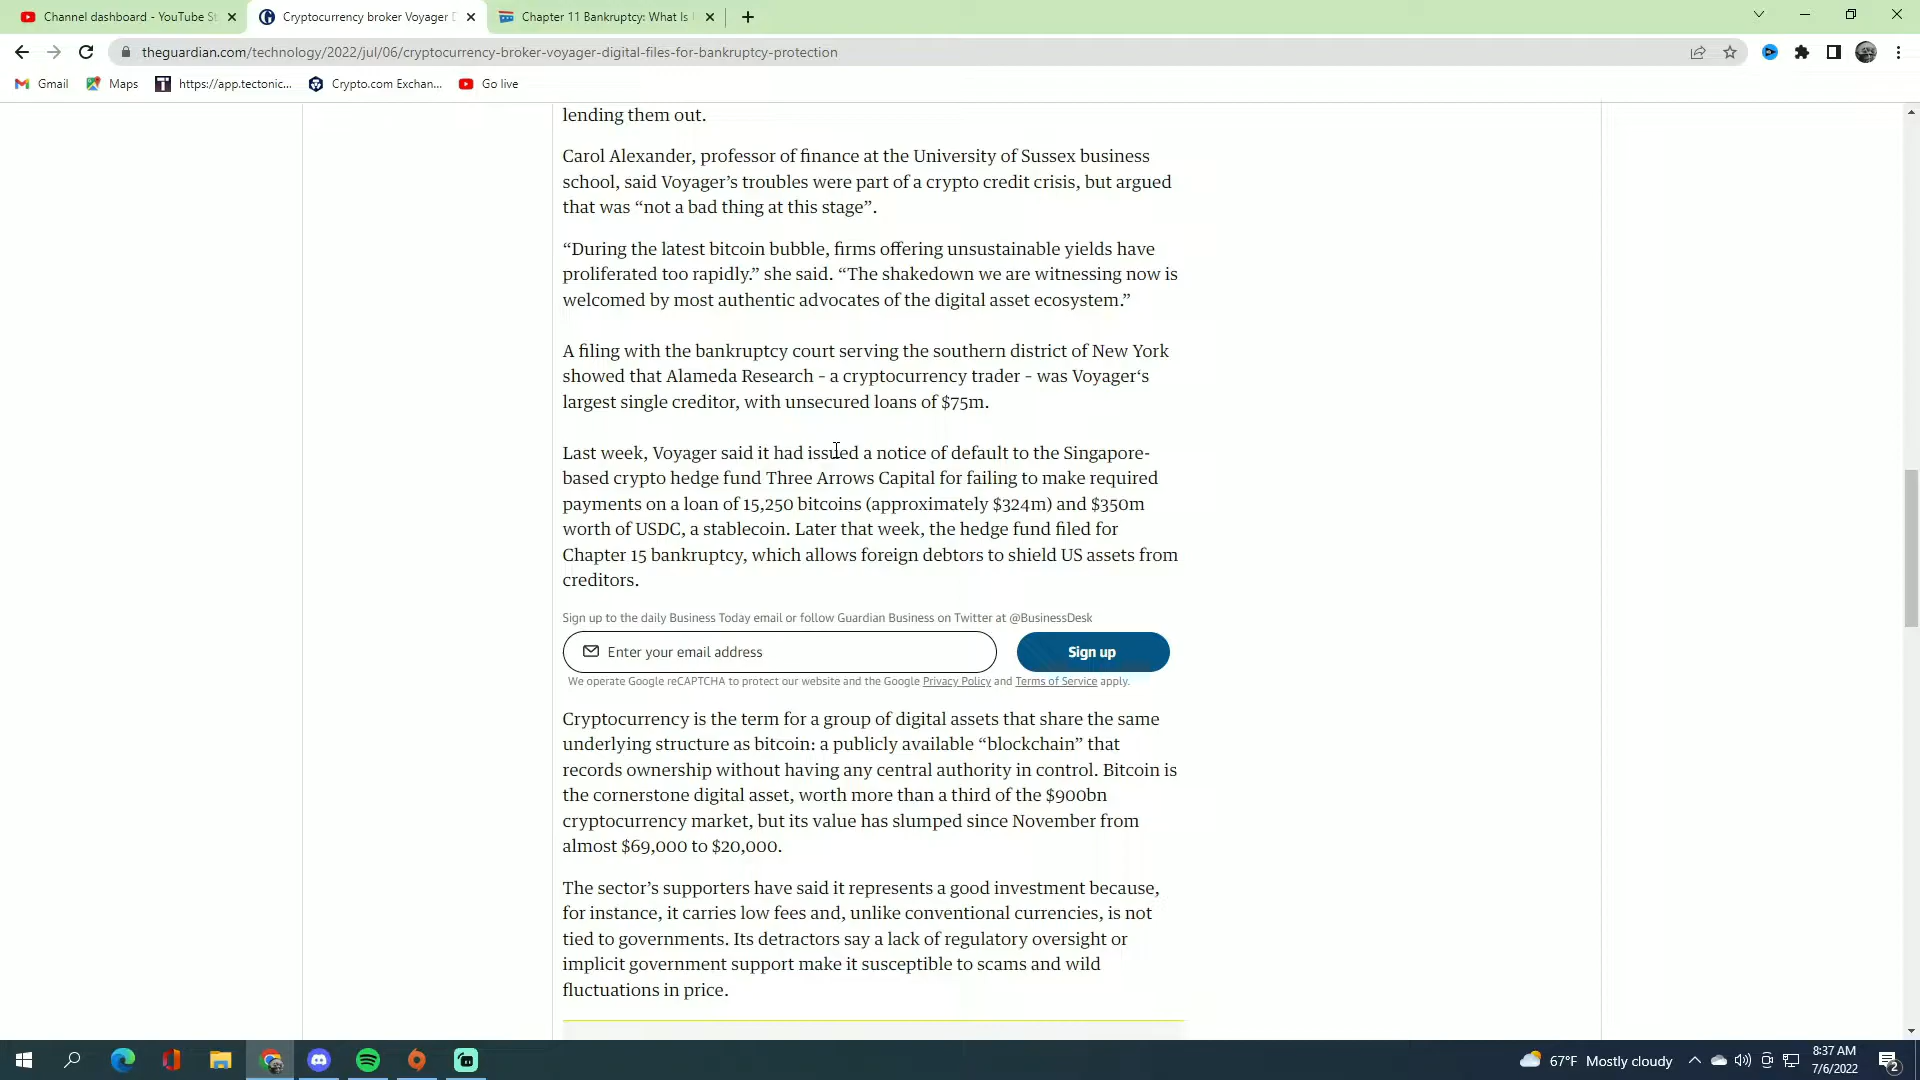 Channel dashboard - YouTube St
Cryptocurrency broker Voyager D
Chapter 11 Bankruptcy: What Is
theguardian.com/technology/2022/jul/06/cryptocurrency-broker-voyager-digital-files-for-bankruptcy-protection
Gmail
Maps
https://app.tectonic...
Crypto.com Exchan...
Go live
lending them out.
Carol Alexander, professor of finance at the University of Sussex business
school, said Voyager’s troubles were part of a crypto credit crisis, but argued
that was “not a bad thing at this stage”.
“During the latest bitcoin bubble, firms offering unsustainable yields have
proliferated too rapidly.” she said. “The shakedown we are witnessing now is
welcomed by most authentic advocates of the digital asset ecosystem.”
A filing with the bankruptcy court serving the southern district of New York
showed that Alameda Research – a cryptocurrency trader – was Voyager‘s
largest single creditor, with unsecured loans of $75m.
Last week, Voyager said it had issued a notice of default to the Singapore-
based crypto hedge fund Three Arrows Capital for failing to make required
payments on a loan of 15,250 bitcoins (approximately $324m) and $350m
worth of USDC, a stablecoin. Later that week, the hedge fund filed for
Chapter 15 bankruptcy, which allows foreign debtors to shield US assets from
creditors.
Sign up to the daily Business Today email or follow Guardian Business on Twitter at @BusinessDesk
Enter your email address
Sign up
We operate Google reCAPTCHA to protect our website and the Google Privacy Policy and Terms of Service apply.
Cryptocurrency is the term for a group of digital assets that share the same
underlying structure as bitcoin: a publicly available “blockchain” that
records ownership without having any central authority in control. Bitcoin is
the cornerstone digital asset, worth more than a third of the $900bn
cryptocurrency market, but its value has slumped since November from
almost $69,000 to $20,000.
The sector’s supporters have said it represents a good investment because,
for instance, it carries low fees and, unlike conventional currencies, is not
tied to governments. Its detractors say a lack of regulatory oversight or
implicit government support make it susceptible to scams and wild
fluctuations in price.
67°F Mostly cloudy
8:37 AM
7/6/2022
2